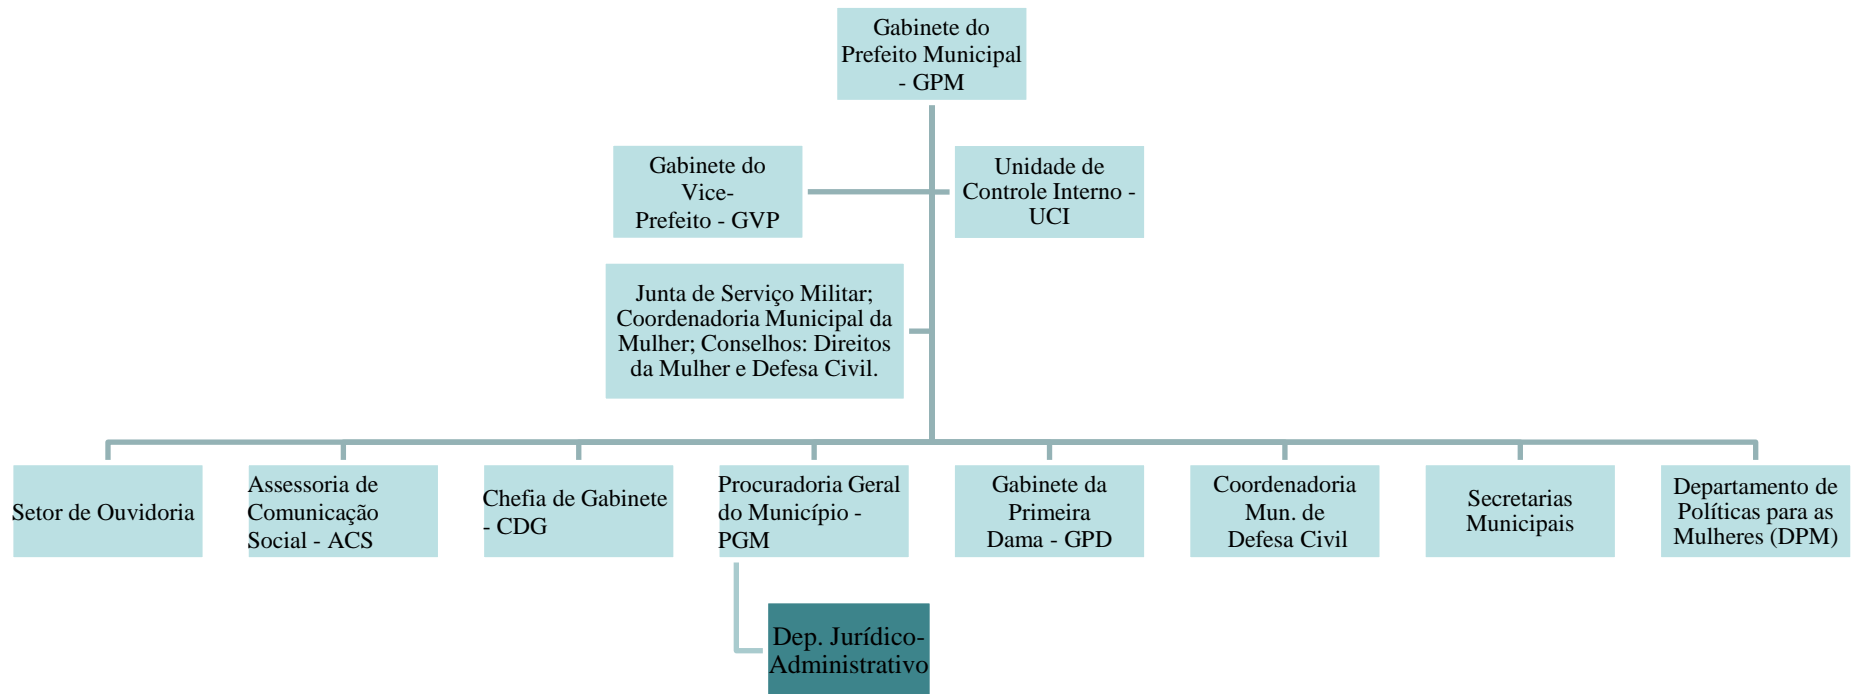 Gabinete do
Prefeito Municipal
- GPM
Gabinete do
Vice-
Prefeito - GVP
Unidade de
Controle Interno -
UCI
Junta de Serviço Militar;
Coordenadoria Municipal da
Mulher; Conselhos: Direitos
da Mulher e Defesa Civil.
Setor de Ouvidoria
Assessoria de
Comunicação
Social - ACS
Chefia de Gabinete
- CDG
Procuradoria Geral
do Município -
PGM
Gabinete da
Primeira
Dama - GPD
Coordenadoria
Mun. de
Defesa Civil
Secretarias
Municipais
Departamento de
Políticas para as
Mulheres (DPM)
Dep. Jurídico-
Administrativo